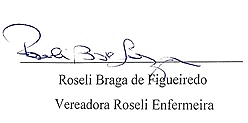 Roseli Braga de Figueiredo
Vereadora Roseli Enfermeira